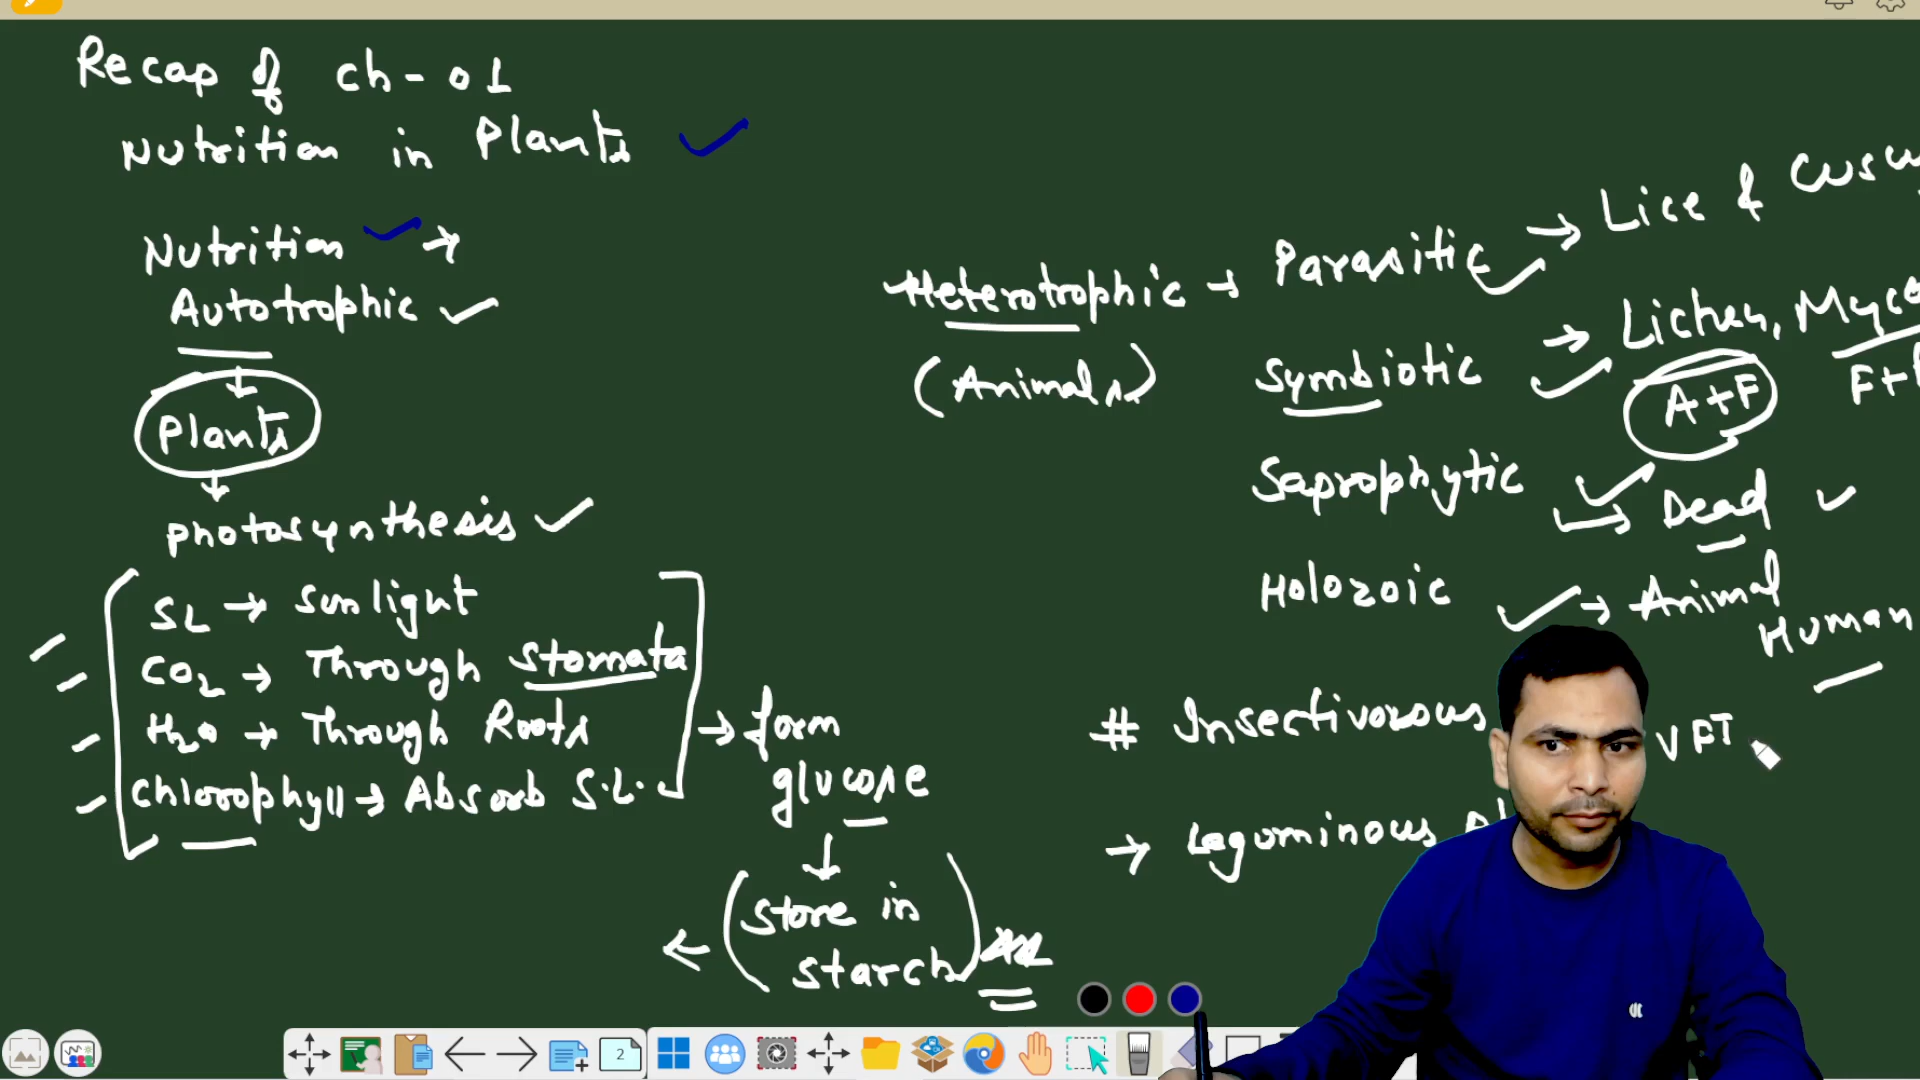 Recap of ch-01
Nutrition in Plants
Nutrition →
Autotrophic
↓
Plants
↓
photosynthesis
SL → Sunlight
CO2 → Through Stomata
H2O → Through Roots
Chlorophyll → Absorb S.L.
→ form
glucose
↓
← (Store in
starch)
Heterotrophic →
(Animals)
Parasitic → Lice &
Symbiotic → Lichen,
A+F
Saprophytic → Dead
Holozoic → Animal
Human
# Insectivorous VFT
→ Leguminous
2